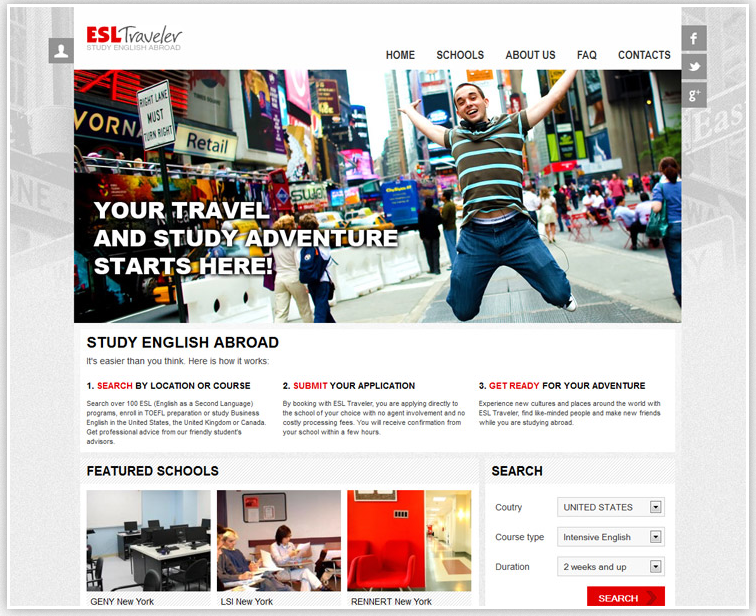 ESL Traveler
STUDY ENGLISH ABROAD
HOME SCHOOLS ABOUT US FAQ CONTACTS
f
g+
RIGHT LANE
MUST
TURN RIGHT
VORNA
Retail
YOUR TRAVEL
AND STUDY ADVENTURE
STARTS HERE!
STUDY ENGLISH ABROAD
It's easier than you think. Here is how it works:
1. SEARCH BY LOCATION OR COURSE
Search over 100 ESL (English as a Second Language)
programs, enroll in TOEFL preparation or study Business
English in the United States, the United Kingdom or Canada.
Get professional advice from our friendly student's
advisors.
2. SUBMIT YOUR APPLICATION
By booking with ESL Traveler, you are applying directly to
the school of your choice with no agent involvement and no
costly processing fees. You will receive confirmation from
your school within a few hours.
3. GET READY FOR YOUR ADVENTURE
Experience new cultures and places around the world with
ESL Traveler, find like-minded people and make new friends
while you are studying abroad.
FEATURED SCHOOLS
GENY New York
LSI New York
RENNERT New York
SEARCH
Coutry UNITED STATES
Course type Intensive English
Duration 2 weeks and up
SEARCH